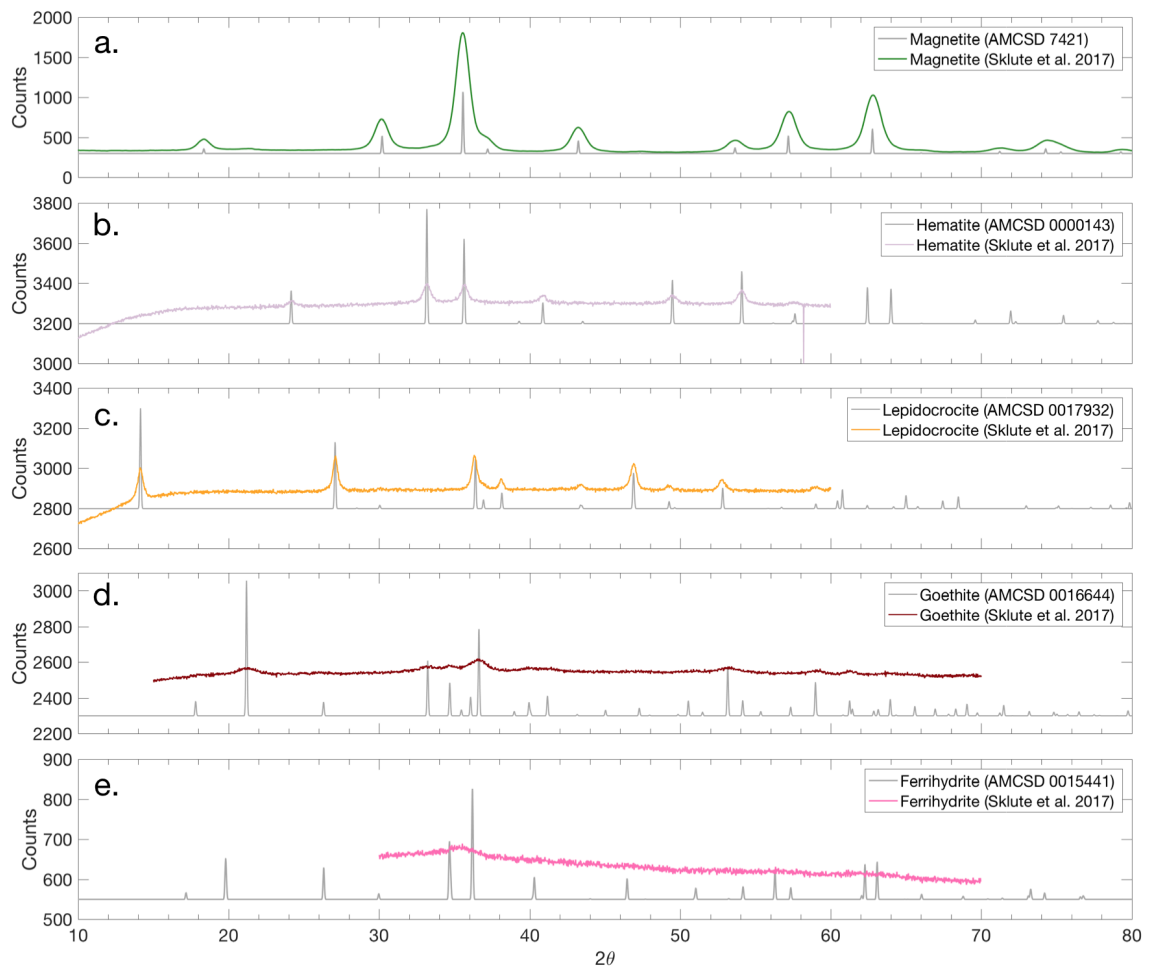 a.
2000
1500
1000
500
0
Counts
Magnetite (AMCSD 7421)
Magnetite (Sklute et al. 2017)
b.
3800
3600
3400
3200
3000
Counts
Hematite (AMCSD 0000143)
Hematite (Sklute et al. 2017)
c.
3400
3200
3000
2800
2600
Counts
Lepidocrocite (AMCSD 0017932)
Lepidocrocite (Sklute et al. 2017)
d.
3000
2800
2600
2400
2200
Counts
Goethite (AMCSD 0016644)
Goethite (Sklute et al. 2017)
e.
900
800
700
600
500
Counts
Ferrihydrite (AMCSD 0015441)
Ferrihydrite (Sklute et al. 2017)
10 20 30 40 50 60 70 80
2θ